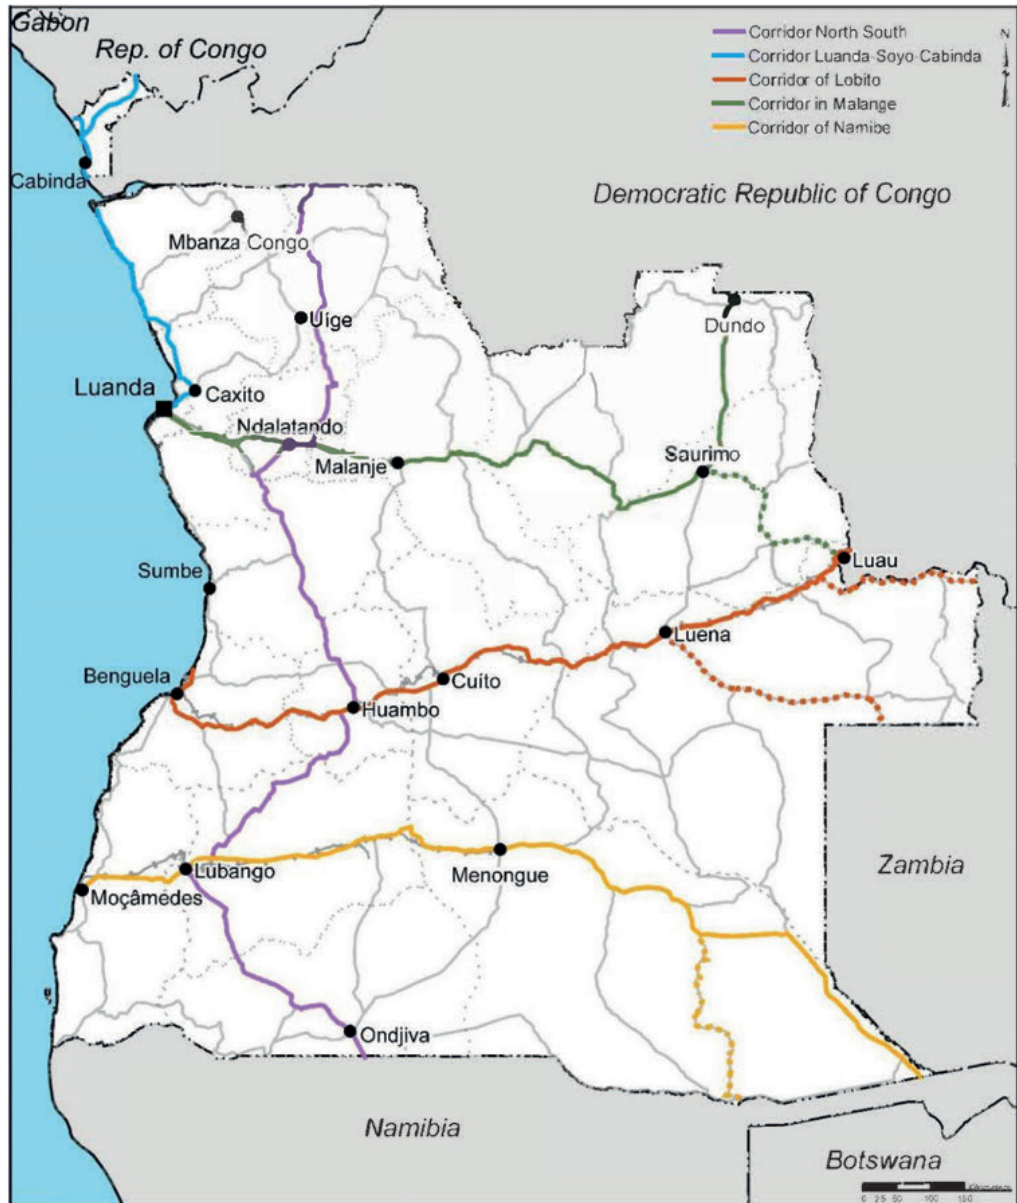 Gabon
Rep. of Congo
Corridor North South
Corridor Luanda-Soyo-Cabinda
Corridor of Lobito
Corridor in Malange
Corridor of Namibe
N
Cabinda
Democratic Republic of Congo
Mbanza Congo
Uíge
Dundo
Luanda
Caxito
Ndalatando
Malanje
Saurimo
Sumbe
Luau
Luena
Benguela
Cuíto
Huambo
Lubango
Menongue
Moçâmedes
Zambia
Ondjiva
Namibia
Botswana